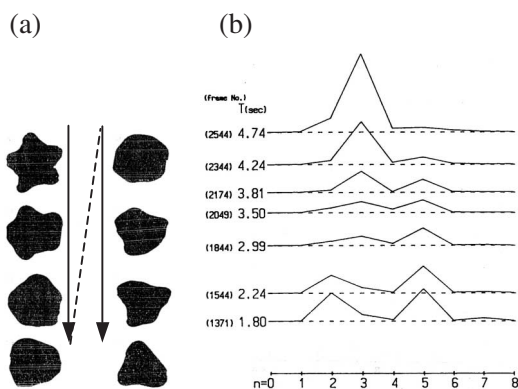 (a)
(b)
(Frame No.) T(sec)
(2544) 4.74
(2344) 4.24
(2174) 3.81
(2049) 3.50
(1844) 2.99
(1544) 2.24
(1371) 1.80
n=0 1 2 3 4 5 6 7 8